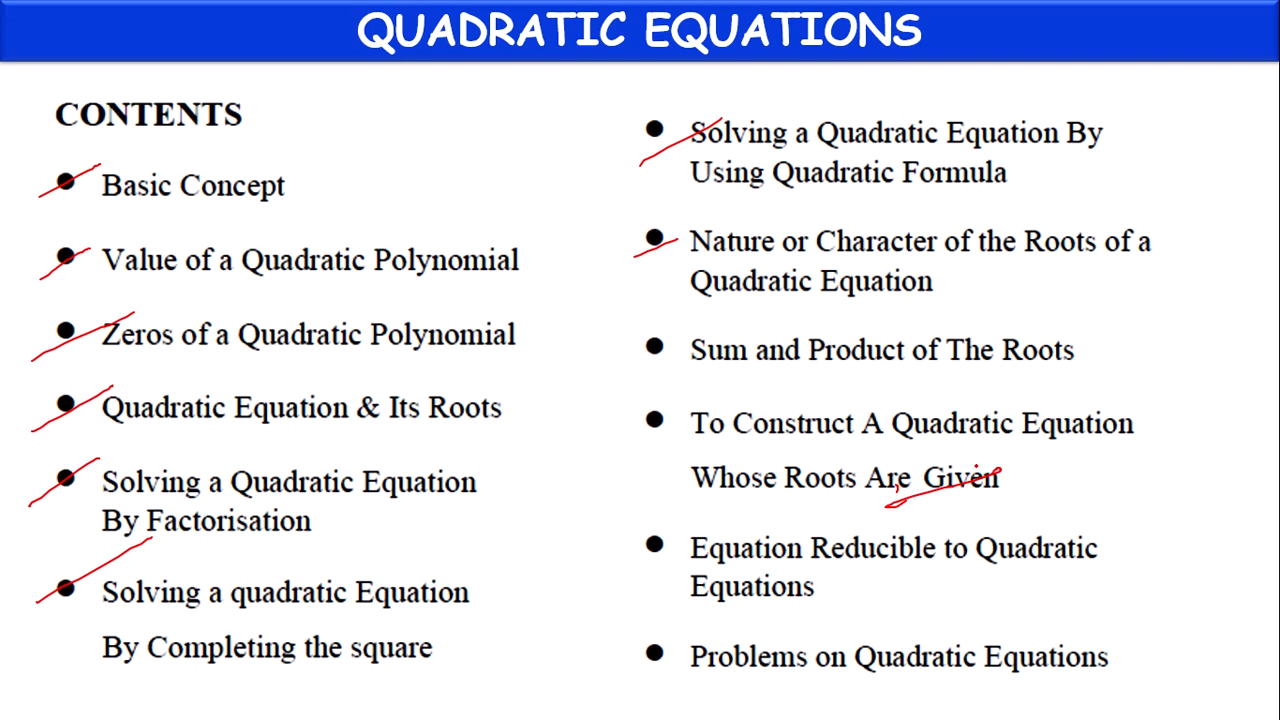 QUADRATIC EQUATIONS
CONTENTS
● Basic Concept
● Value of a Quadratic Polynomial
● Zeros of a Quadratic Polynomial
● Quadratic Equation & Its Roots
● Solving a Quadratic Equation
By Factorisation
● Solving a quadratic Equation
By Completing the square
● Solving a Quadratic Equation By
Using Quadratic Formula
● Nature or Character of the Roots of a
Quadratic Equation
● Sum and Product of The Roots
● To Construct A Quadratic Equation
Whose Roots Are Given
● Equation Reducible to Quadratic
Equations
● Problems on Quadratic Equations